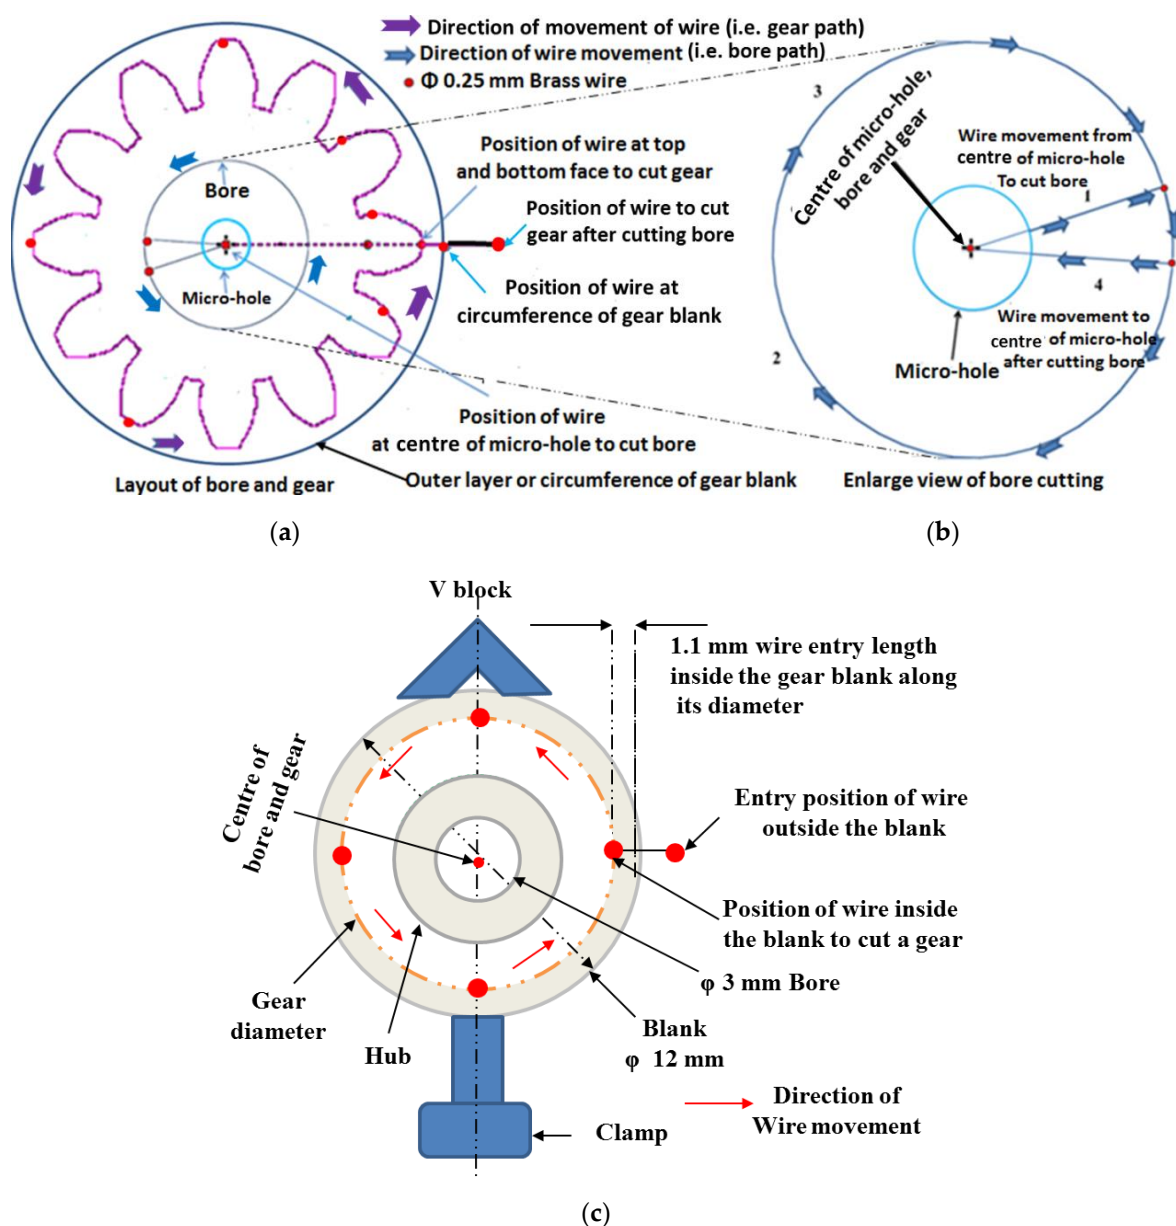 Direction of movement of wire (i.e. gear path)
Direction of wire movement (i.e. bore path)
Φ 0.25 mm Brass wire
Position of wire at top
and bottom face to cut gear
Position of wire to cut
gear after cutting bore
Position of wire at
circumference of gear blank
Bore
Micro-hole
Position of wire
at centre of micro-hole to cut bore
Layout of bore and gear
Outer layer or circumference of gear blank
(a)
3
Centre of micro-hole,
bore and gear
Wire movement from
centre of micro-hole
To cut bore
1
4
Wire movement to
centre of micro-hole
after cutting bore
2
Micro-hole
Enlarge view of bore cutting
(b)
V block
1.1 mm wire entry length
inside the gear blank along
its diameter
Centre of
bore and gear
Entry position of wire
outside the blank
Position of wire inside
the blank to cut a gear
φ 3 mm Bore
Gear
diameter
Hub
Blank
φ 12 mm
Clamp
Direction of
Wire movement
(c)